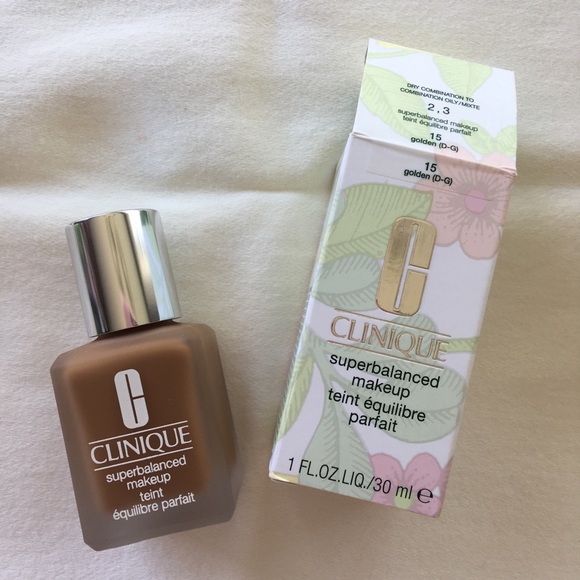 DRY COMBINATION TO
COMBINATION OILY/MIXTE
2, 3
superbalanced makeup
teint équilibre parfait
15
golden (D-G)
15
golden (D-G)
C
CLINIQUE
superbalanced
makeup
teint équilibre
parfait
1 FL.OZ.LIQ./30 ml e
C
CLINIQUE
superbalanced
makeup
teint
équilibre parfait